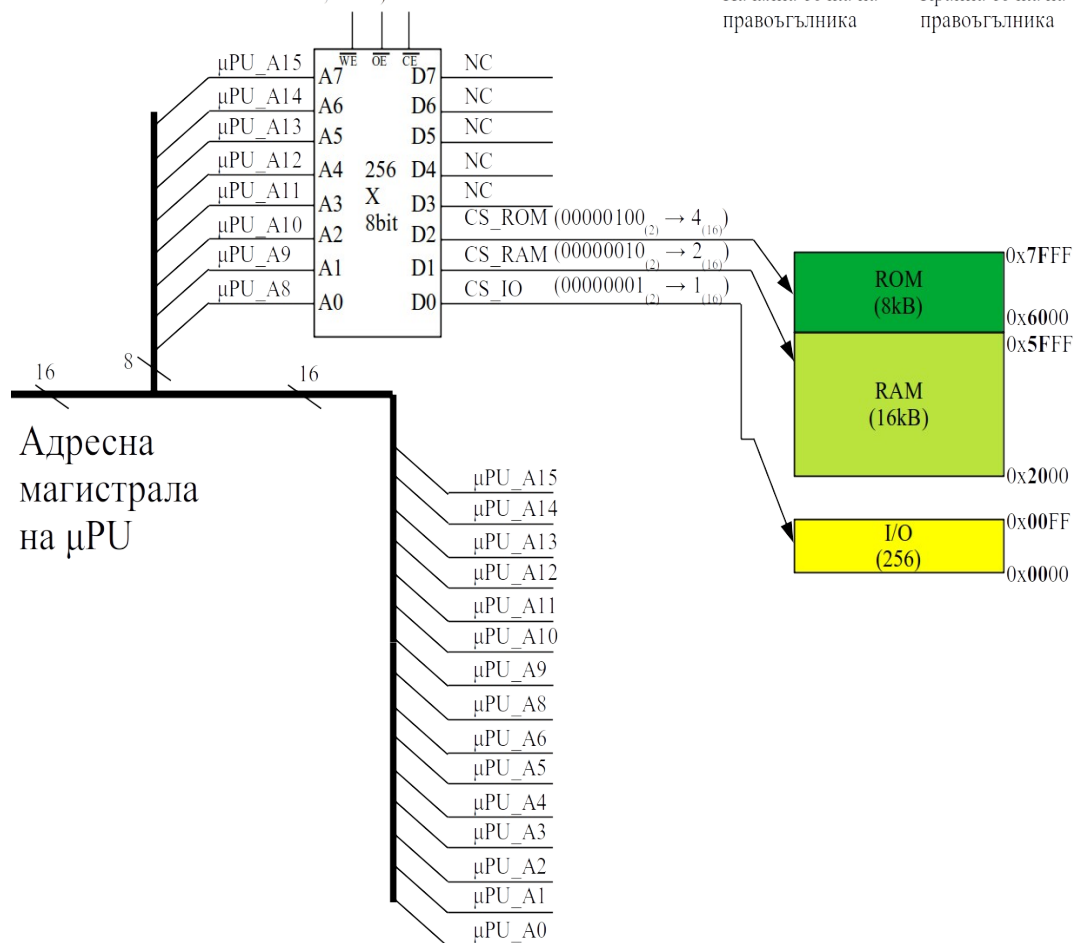 правоъгълника
правоъгълника
WE
OE
CE
μPU_A15
μPU_A14
μPU_A13
μPU_A12
μPU_A11
μPU_A10
μPU_A9
μPU_A8
A7
A6
A5
A4
A3
A2
A1
A0
256
X
8bit
D7
D6
D5
D4
D3
D2
D1
D0
NC
NC
NC
NC
NC
CS_ROM (00000100(2) → 4(16))
CS_RAM (00000010(2) → 2(16))
CS_IO (00000001(2) → 1(16))
ROM
(8kB)
0x7FFF
0x6000
RAM
(16kB)
0x5FFF
0x2000
I/O
(256)
0x00FF
0x0000
16
8
16
Адресна
магистрала
на μPU
μPU_A15
μPU_A14
μPU_A13
μPU_A12
μPU_A11
μPU_A10
μPU_A9
μPU_A8
μPU_A6
μPU_A5
μPU_A4
μPU_A3
μPU_A2
μPU_A1
μPU_A0